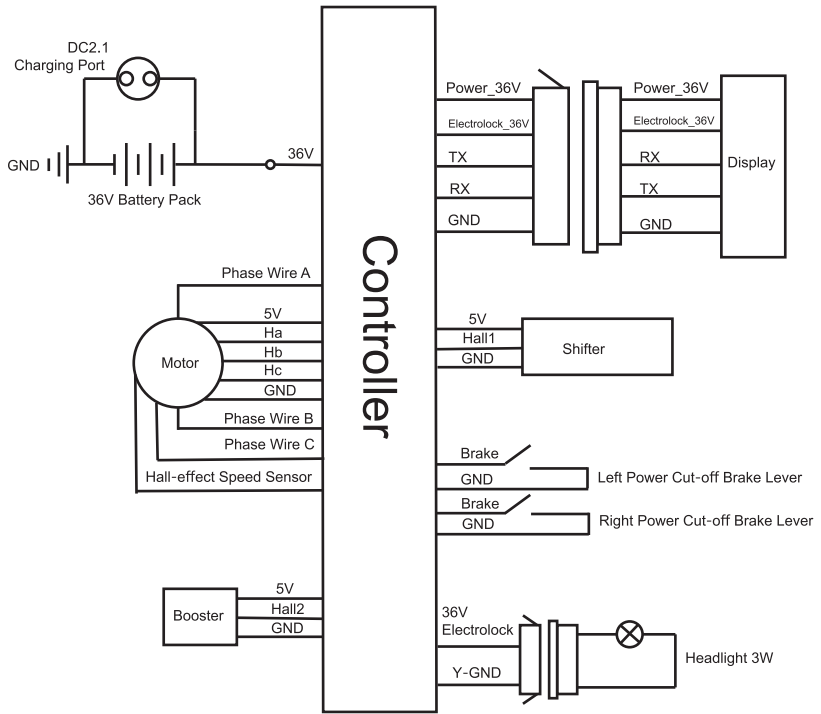 DC2.1
Charging Port
GND
36V
36V Battery Pack
Controller
Power_36V
Electrolock_36V
TX
RX
GND
Power_36V
Electrolock_36V
RX
TX
GND
Display
Phase Wire A
5V
Ha
Hb
Hc
GND
Motor
Phase Wire B
Phase Wire C
Hall-effect Speed Sensor
5V
Hall1
GND
Shifter
Brake
GND
Left Power Cut-off Brake Lever
Brake
GND
Right Power Cut-off Brake Lever
Booster
5V
Hall2
GND
36V
Electrolock
Y-GND
Headlight 3W